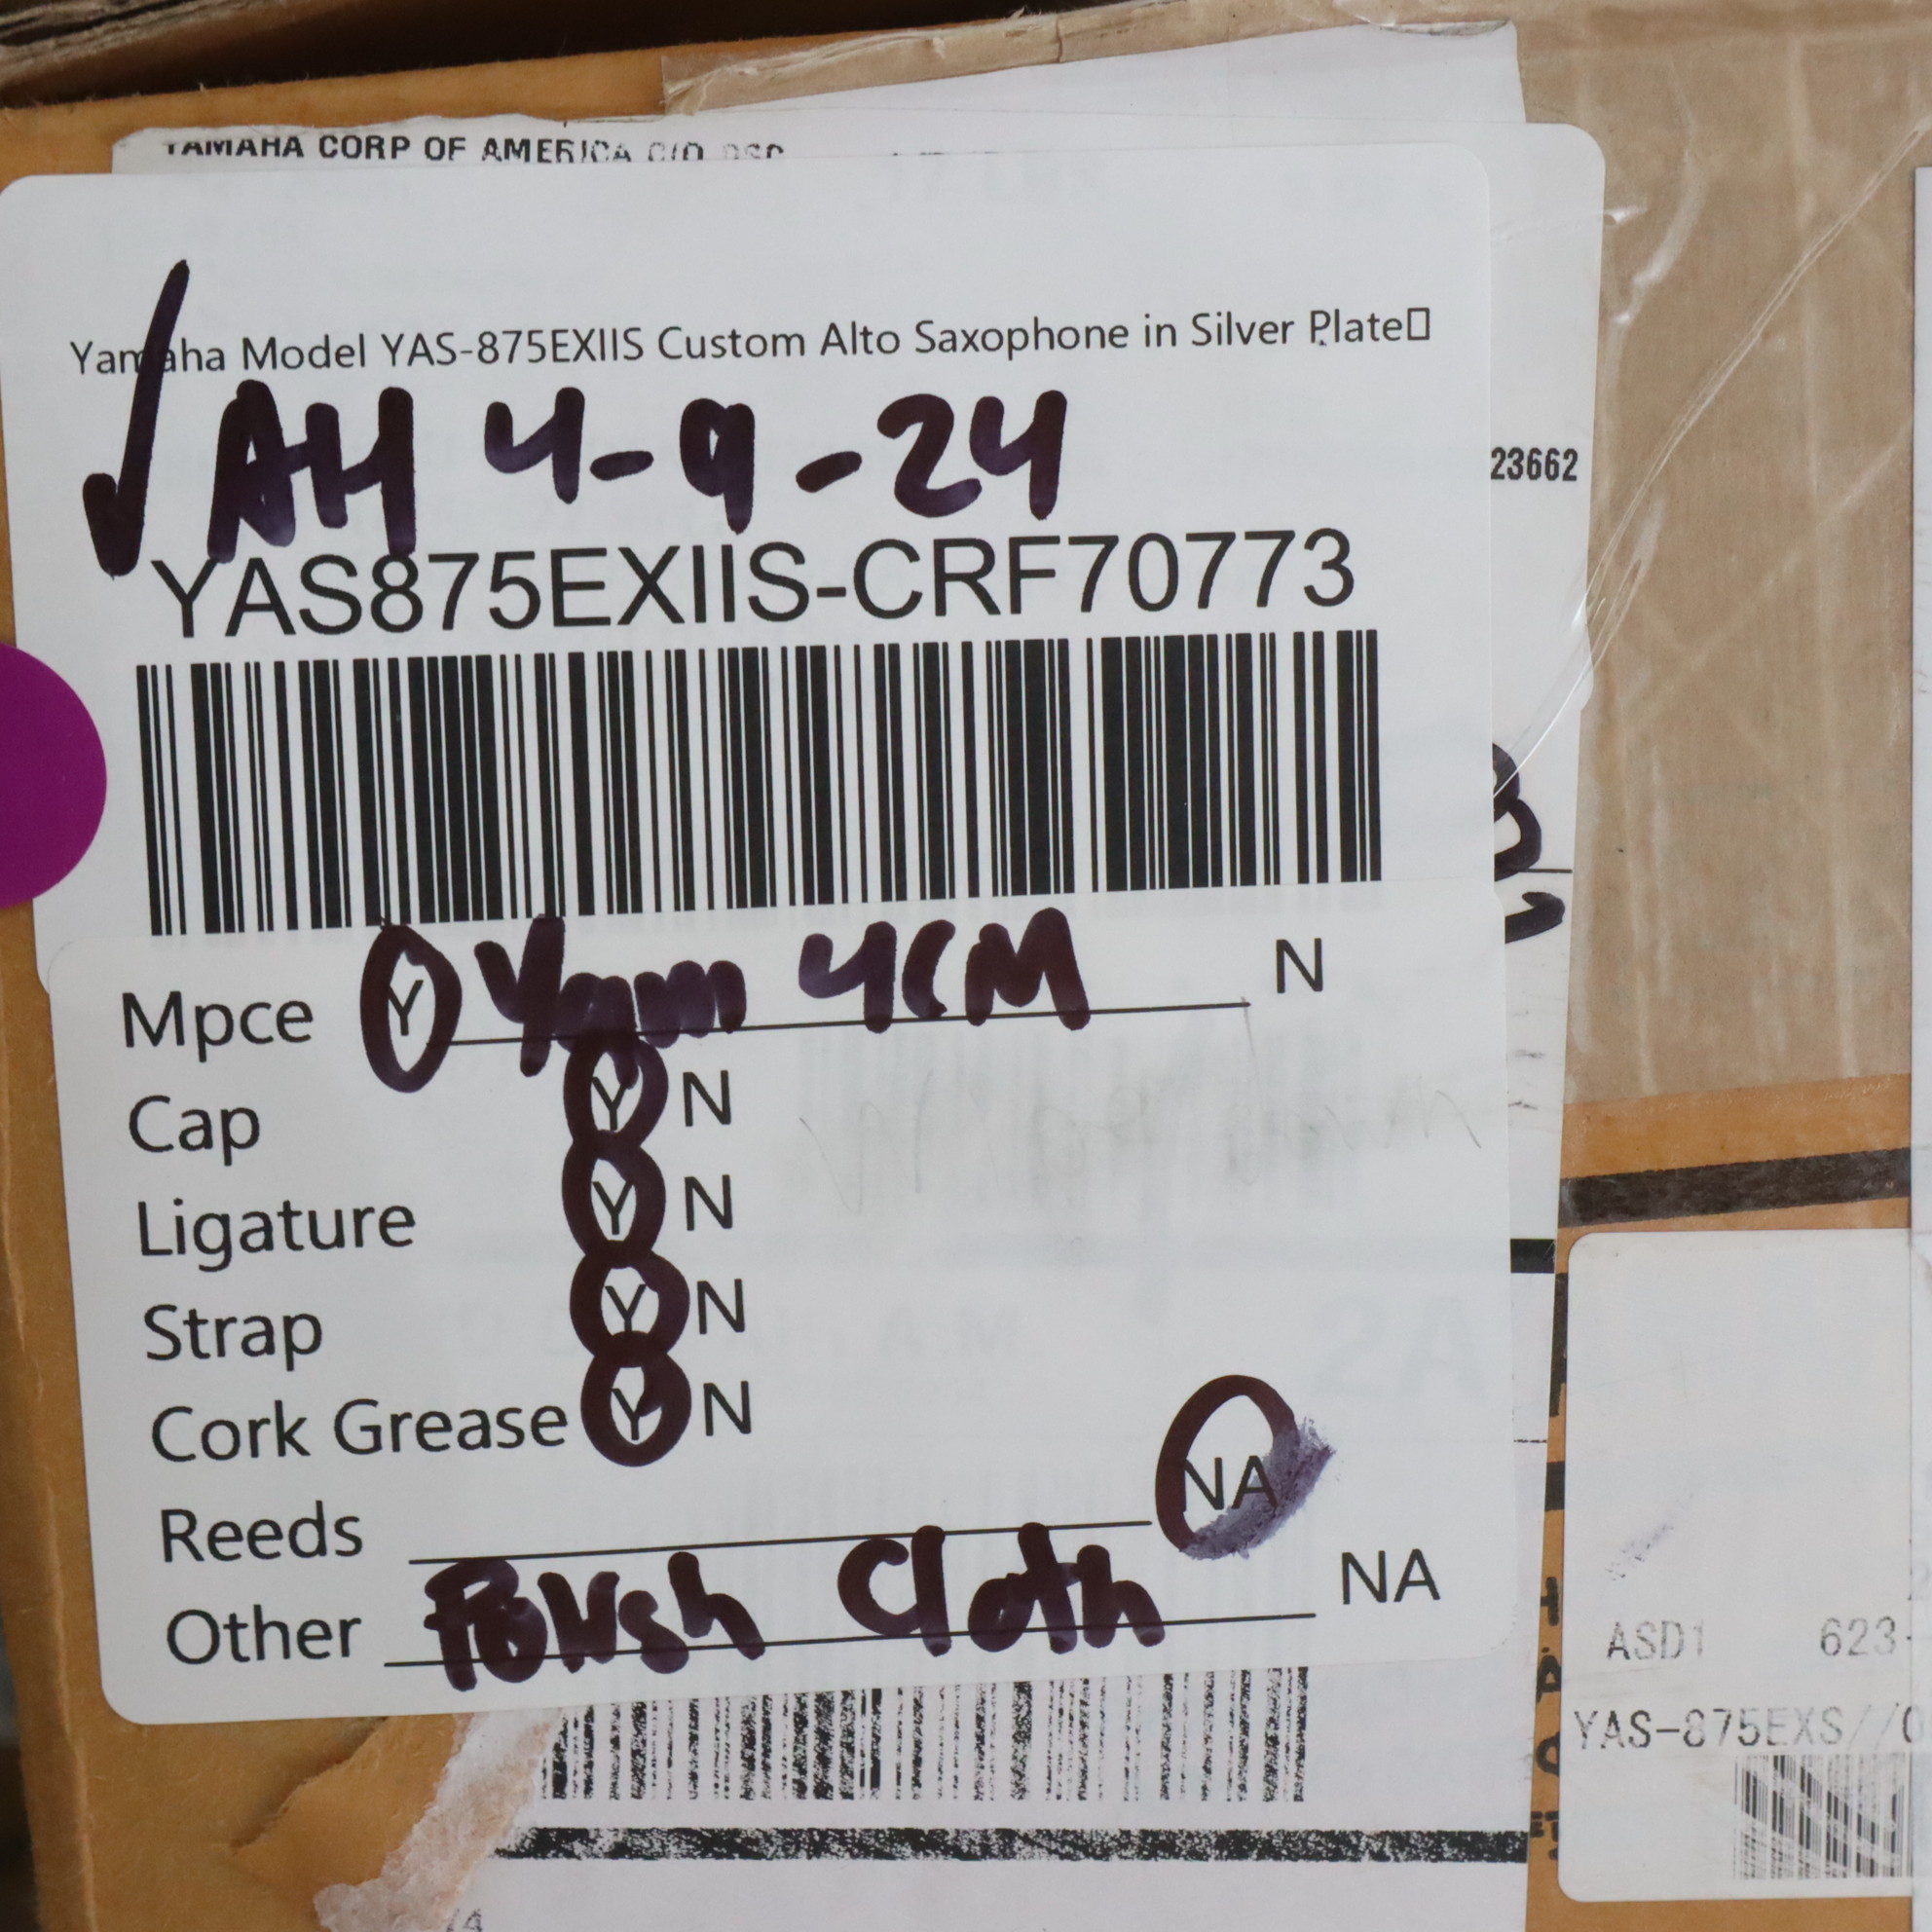 YAMAHA CORP OF AMERICA C/O
Yamaha Model YAS-875EXIIS Custom Alto Saxophone in Silver Plate▯
✓ AH 4-9-24
23662
YAS875EXIIS-CRF70773
Mpce Y Yam 4CM N
Cap Y N
Ligature Y N
Strap Y N
Cork Grease Y N
Reeds NA
Other Polish Cloth NA
ASD1 623-
YAS-875EXS//